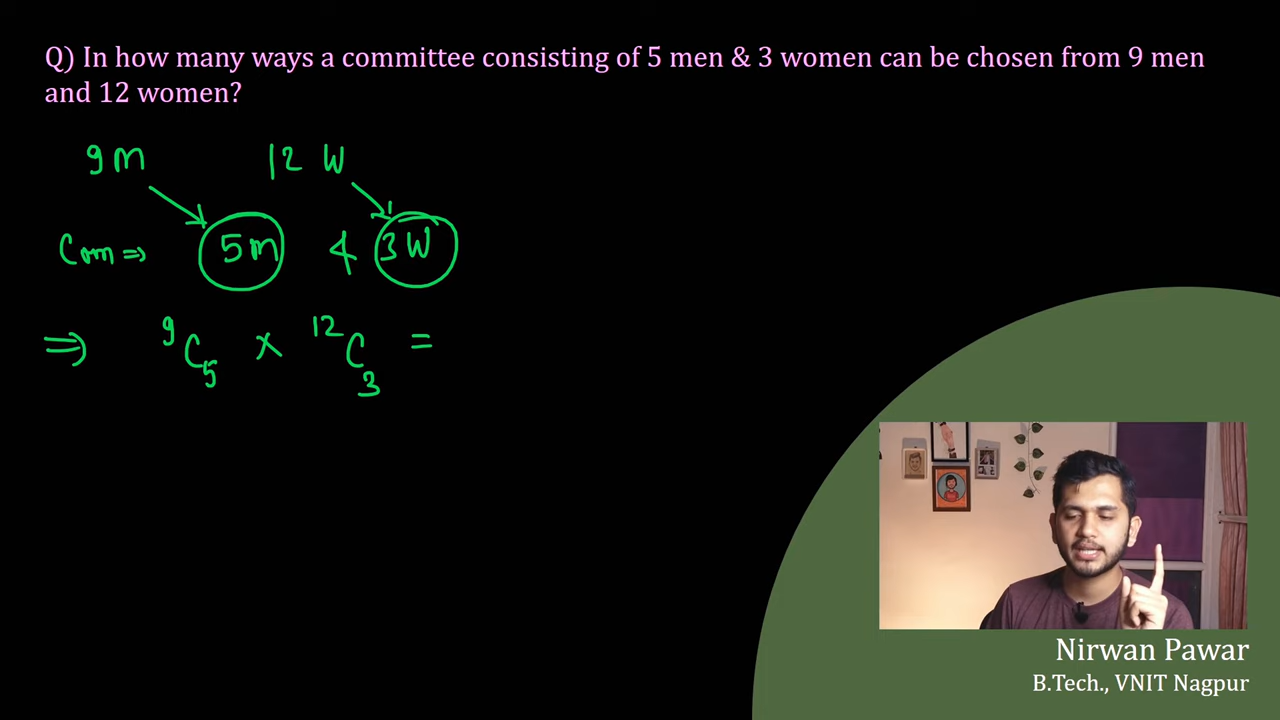 Q) In how many ways a committee consisting of 5 men & 3 women can be chosen from 9 men
and 12 women?
9M 12 W
Com ⇒ 5m & 3W
⇒ ⁹C₅ × ¹²C₃ =
Nirwan Pawar
B.Tech., VNIT Nagpur